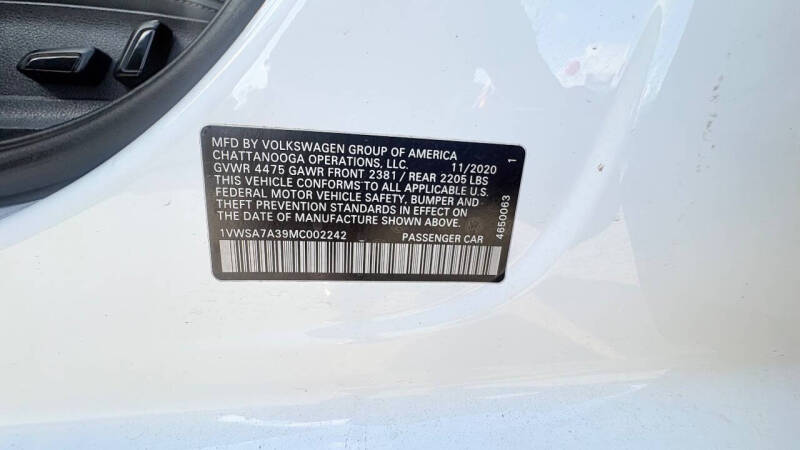 MFD BY VOLKSWAGEN GROUP OF AMERICA
CHATTANOOGA OPERATIONS, LLC. 11/2020 1
GVWR 4475 GAWR FRONT 2381 / REAR 2205 LBS
THIS VEHICLE CONFORMS TO ALL APPLICABLE U.S.
FEDERAL MOTOR VEHICLE SAFETY, BUMPER AND
THEFT PREVENTION STANDARDS IN EFFECT ON
THE DATE OF MANUFACTURE SHOWN ABOVE.
1VWSA7A39MC002242 PASSENGER CAR
4650063